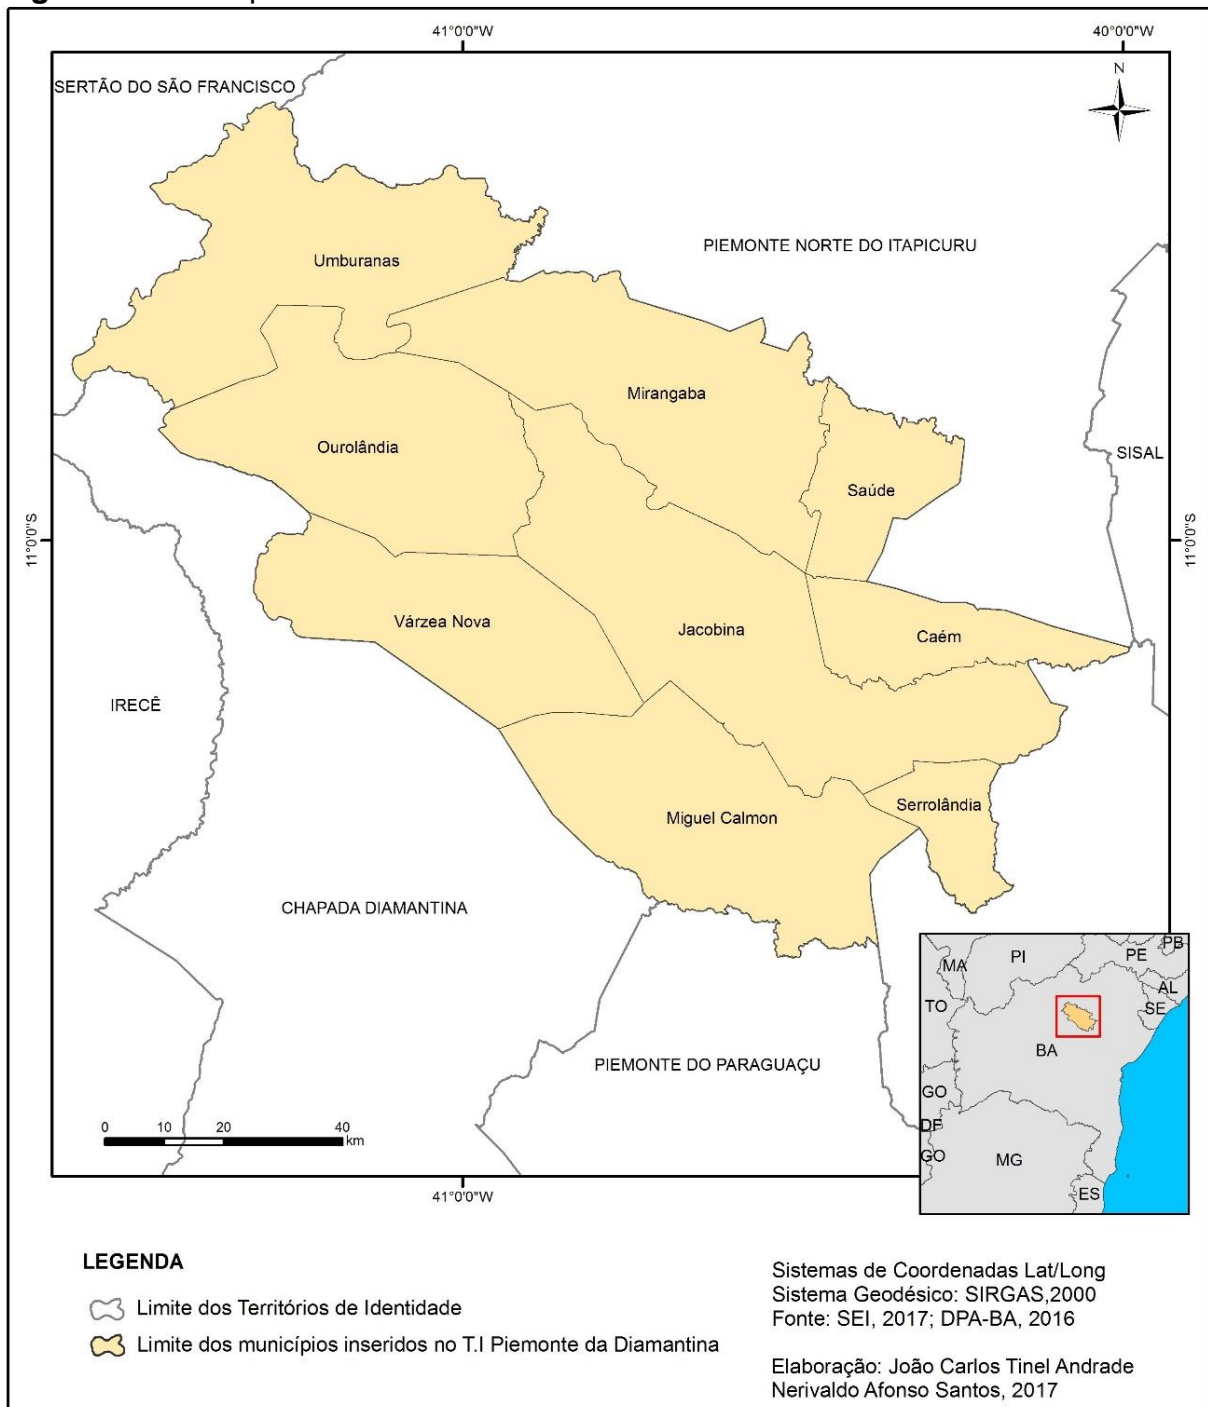 41°0'0"W
40°0'0"W
SERTÃO DO SÃO FRANCISCO
N
PIEMONTE NORTE DO ITAPICURU
Umburanas
Mirangaba
Ourolândia
SISAL
Saúde
11°0'0"S
11°0'0"S
Várzea Nova
Jacobina
Caém
IRECÊ
Serrolândia
Miguel Calmon
CHAPADA DIAMANTINA
PIEMONTE DO PARAGUAÇU
MA
PI
PE
PB
AL
TO
SE
BA
GO
DF
GO
MG
ES
0 10 20 40
km
41°0'0"W
LEGENDA
Limite dos Territórios de Identidade
Limite dos municípios inseridos no T.I Piemonte da Diamantina
Sistemas de Coordenadas Lat/Long
Sistema Geodésico: SIRGAS,2000
Fonte: SEI, 2017; DPA-BA, 2016
Elaboração: João Carlos Tinel Andrade
Nerivaldo Afonso Santos, 2017